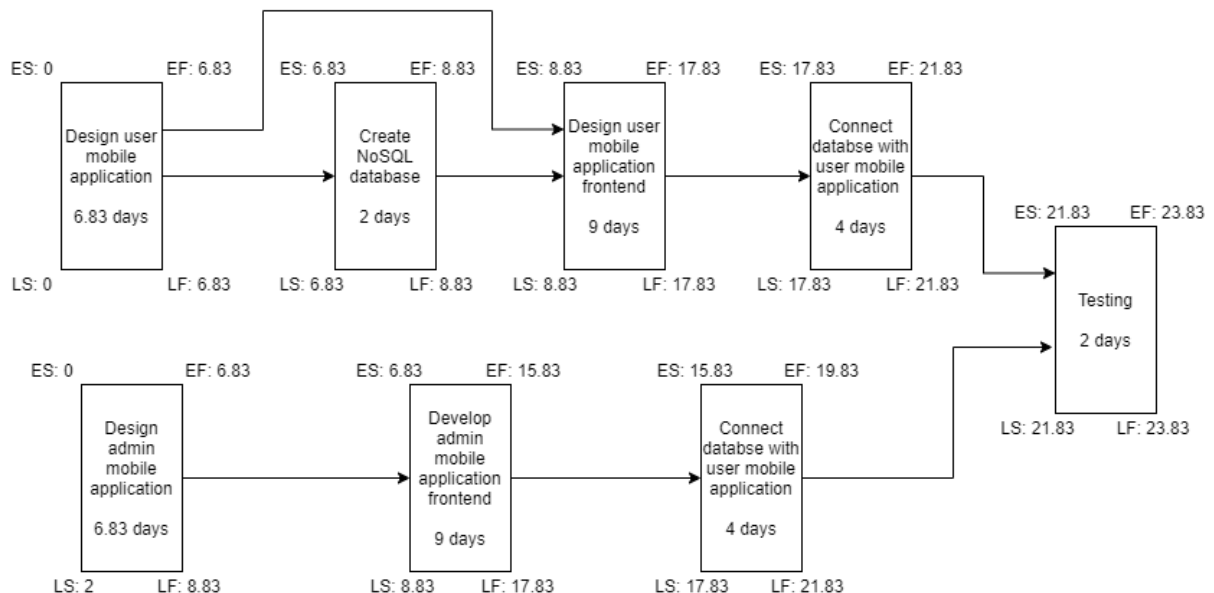 ES: 0
EF: 6.83
Design user
mobile
application
6.83 days
LS: 0
LF: 6.83
ES: 6.83
EF: 8.83
Create
NoSQL
database
2 days
LS: 6.83
LF: 8.83
ES: 8.83
EF: 17.83
Design user
mobile
application
frontend
9 days
LS: 8.83
LF: 17.83
ES: 17.83
EF: 21.83
Connect
databse with
user mobile
application
4 days
LS: 17.83
LF: 21.83
ES: 21.83
EF: 23.83
Testing
2 days
LS: 21.83
LF: 23.83
ES: 0
EF: 6.83
Design
admin
mobile
application
6.83 days
LS: 2
LF: 8.83
ES: 6.83
EF: 15.83
Develop
admin
mobile
application
frontend
9 days
LS: 8.83
LF: 17.83
ES: 15.83
EF: 19.83
Connect
databse with
user mobile
application
4 days
LS: 17.83
LF: 21.83